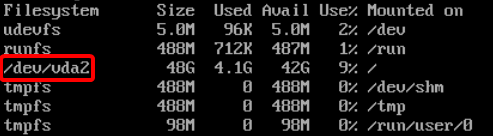 Filesystem Size Used Avail Use% Mounted on
udevfs 5.0M 96K 5.0M 2% /dev
runfs 488M 712K 487M 1% /run
/dev/vda2 48G 4.1G 42G 9% /
tmpfs 488M 0 488M 0% /dev/shm
tmpfs 488M 0 488M 0% /tmp
tmpfs 98M 0 98M 0% /run/user/0